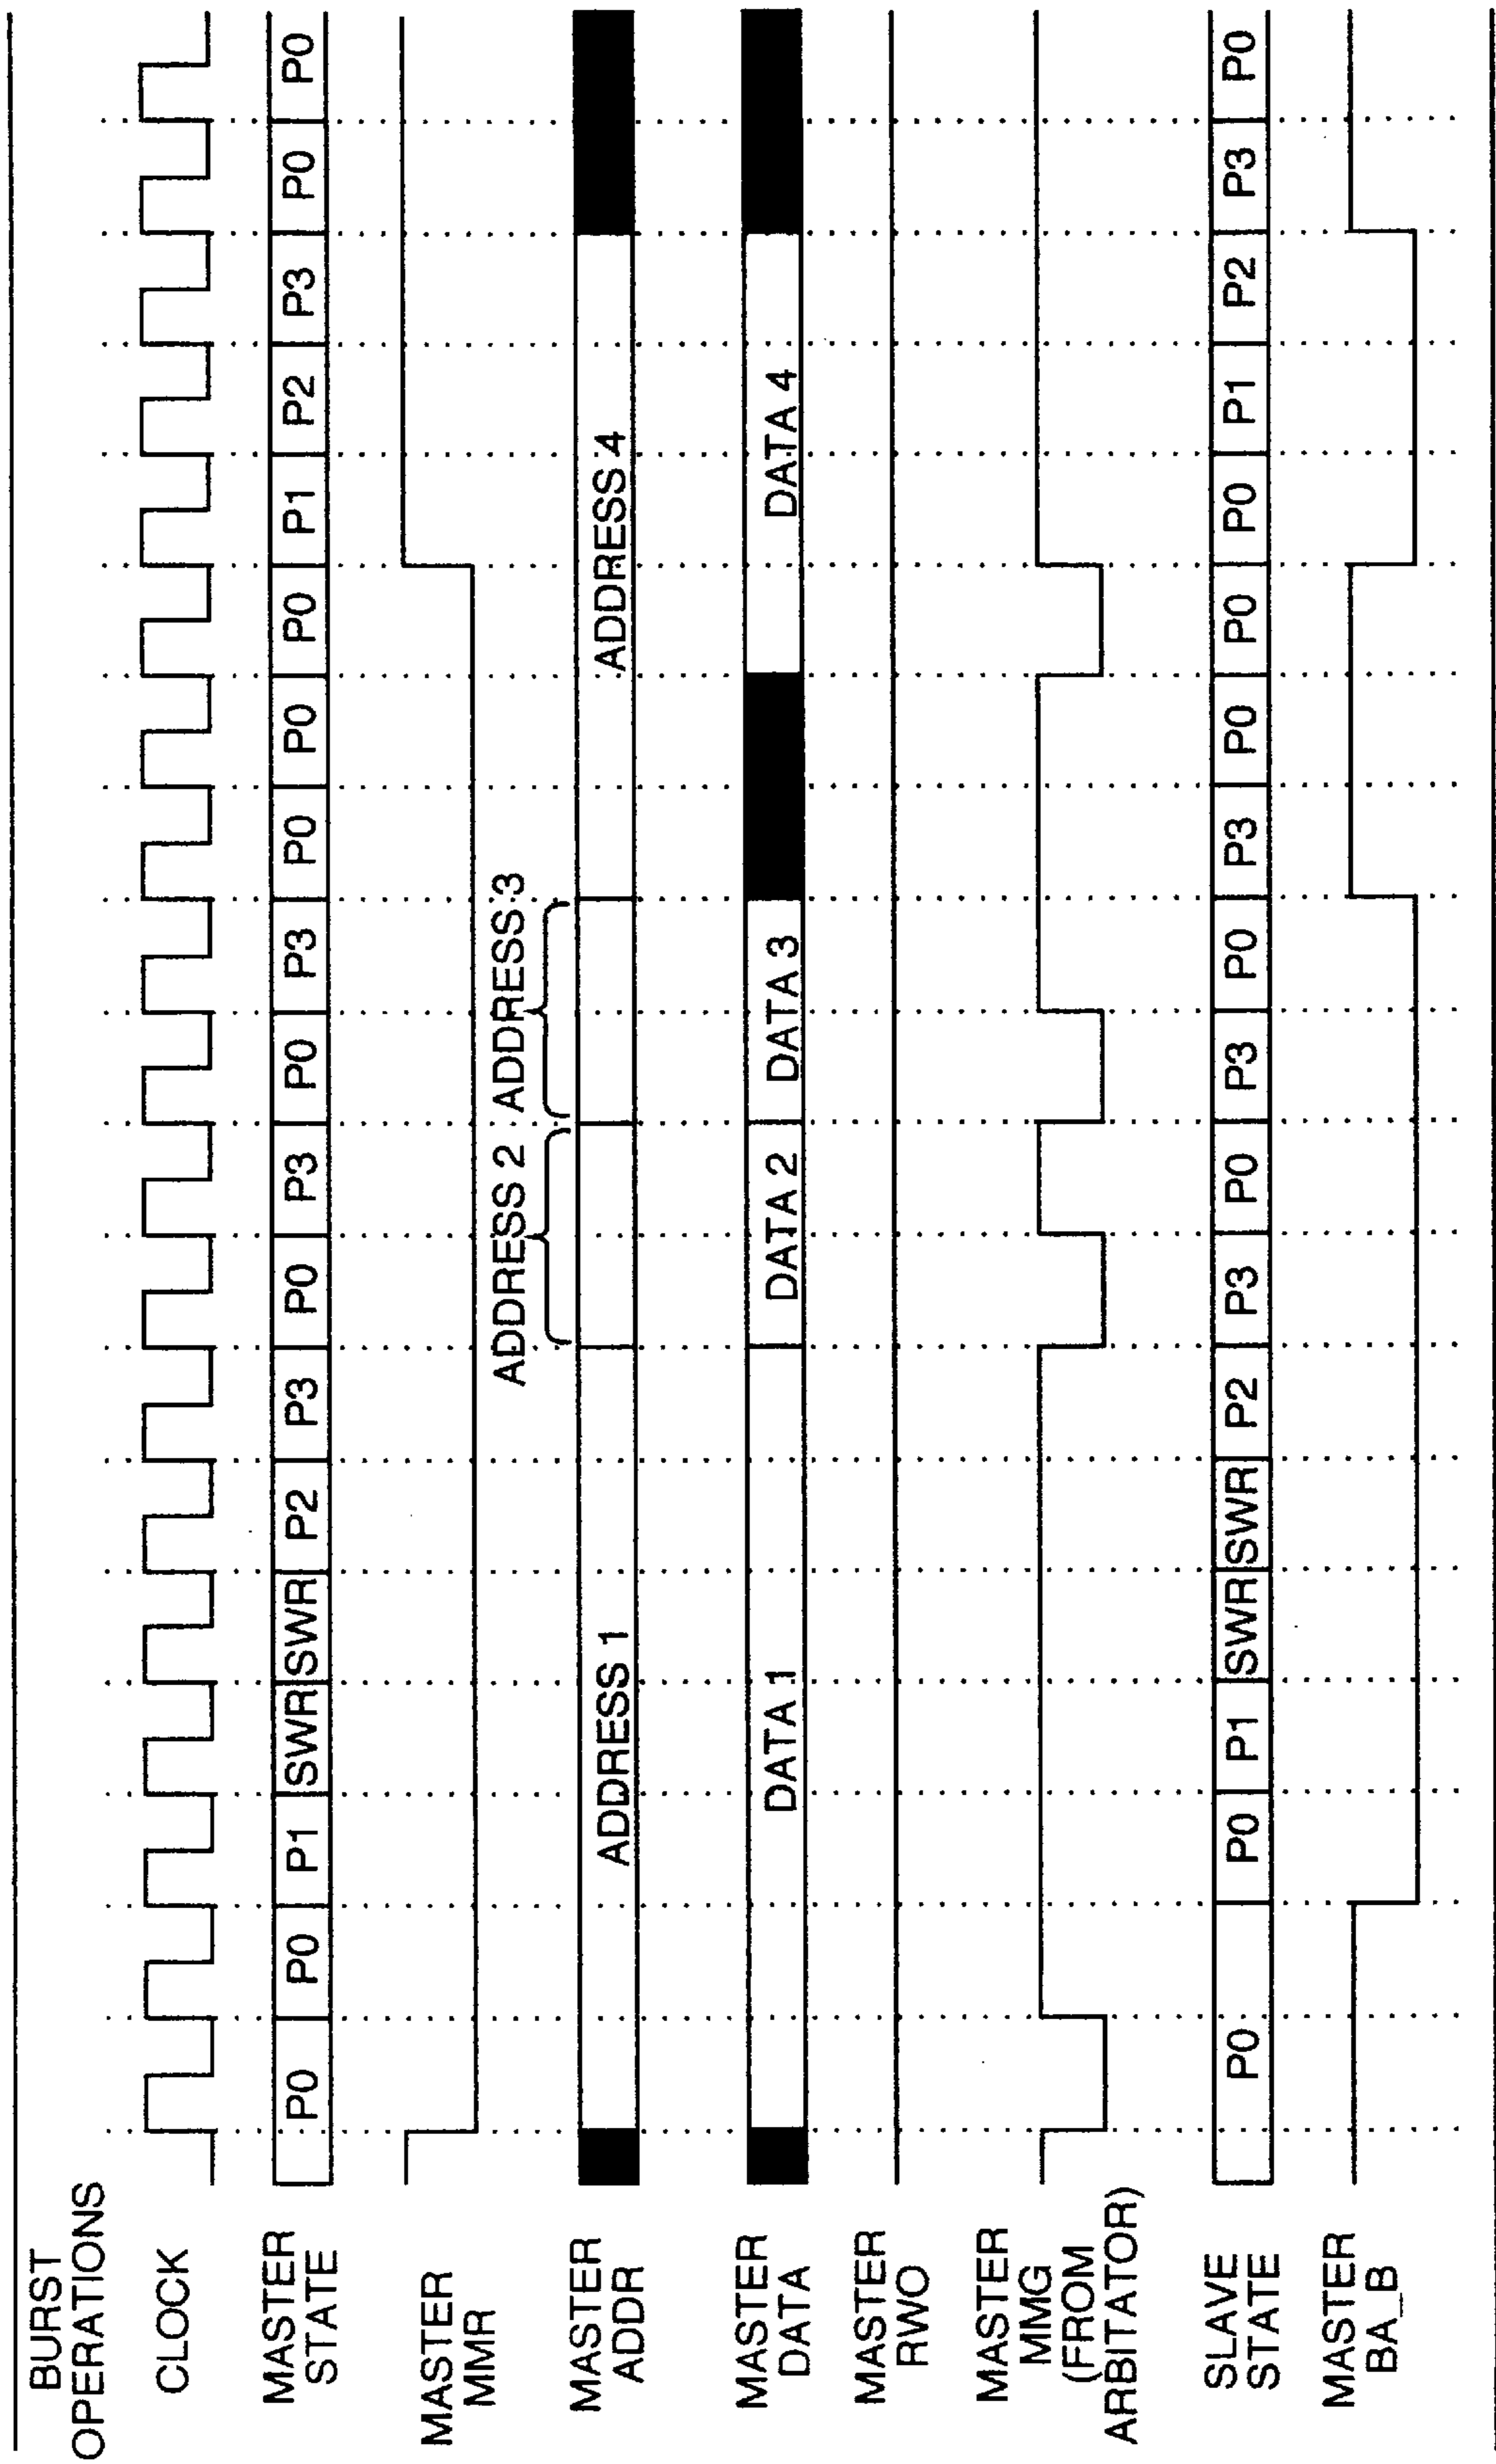 BURST
OPERATIONS
CLOCK
MASTER
STATE
P0 P0 P1 SWR SWR P2 P3 P0 P3 P0 P3 P0 P0 P0 P1 P2 P3 P0 P0
MASTER
MMR
ADDRESS 2 ADDRESS 3
MASTER
ADDR
ADDRESS 1 ADDRESS 4
MASTER
DATA
DATA 1 DATA 2 DATA 3 DATA 4
MASTER
RWO
MASTER
MMG
(FROM
ARBITATOR)
SLAVE
STATE
P0 P0 P1 SWR SWR P2 P3 P0 P3 P0 P3 P0 P0 P0 P1 P2 P3 P0
MASTER
BA_B